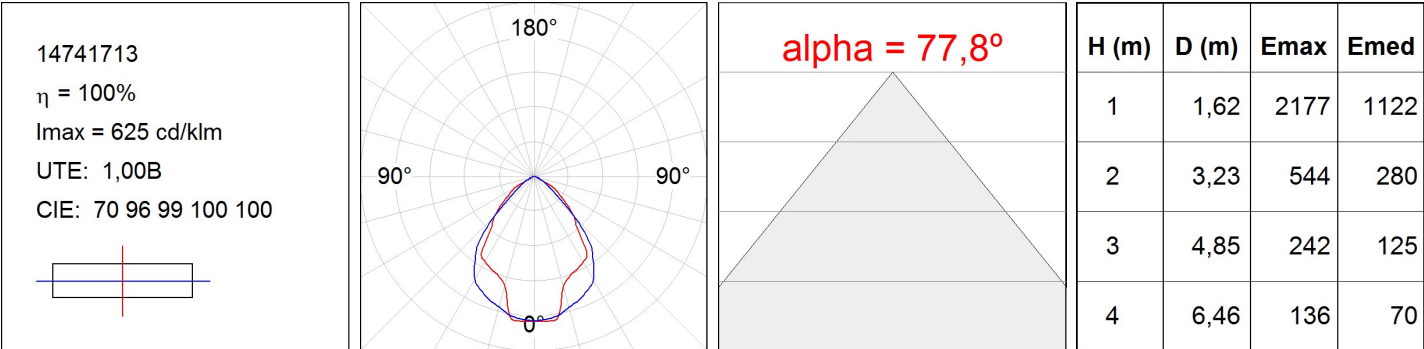 14741713
η = 100%
Imax = 625 cd/klm
UTE: 1,00B
CIE: 70 96 99 100 100
180°
90° 90°
0°
alpha = 77,8º
H (m) D (m) Emax Emed
1 1,62 2177 1122
2 3,23 544 280
3 4,85 242 125
4 6,46 136 70